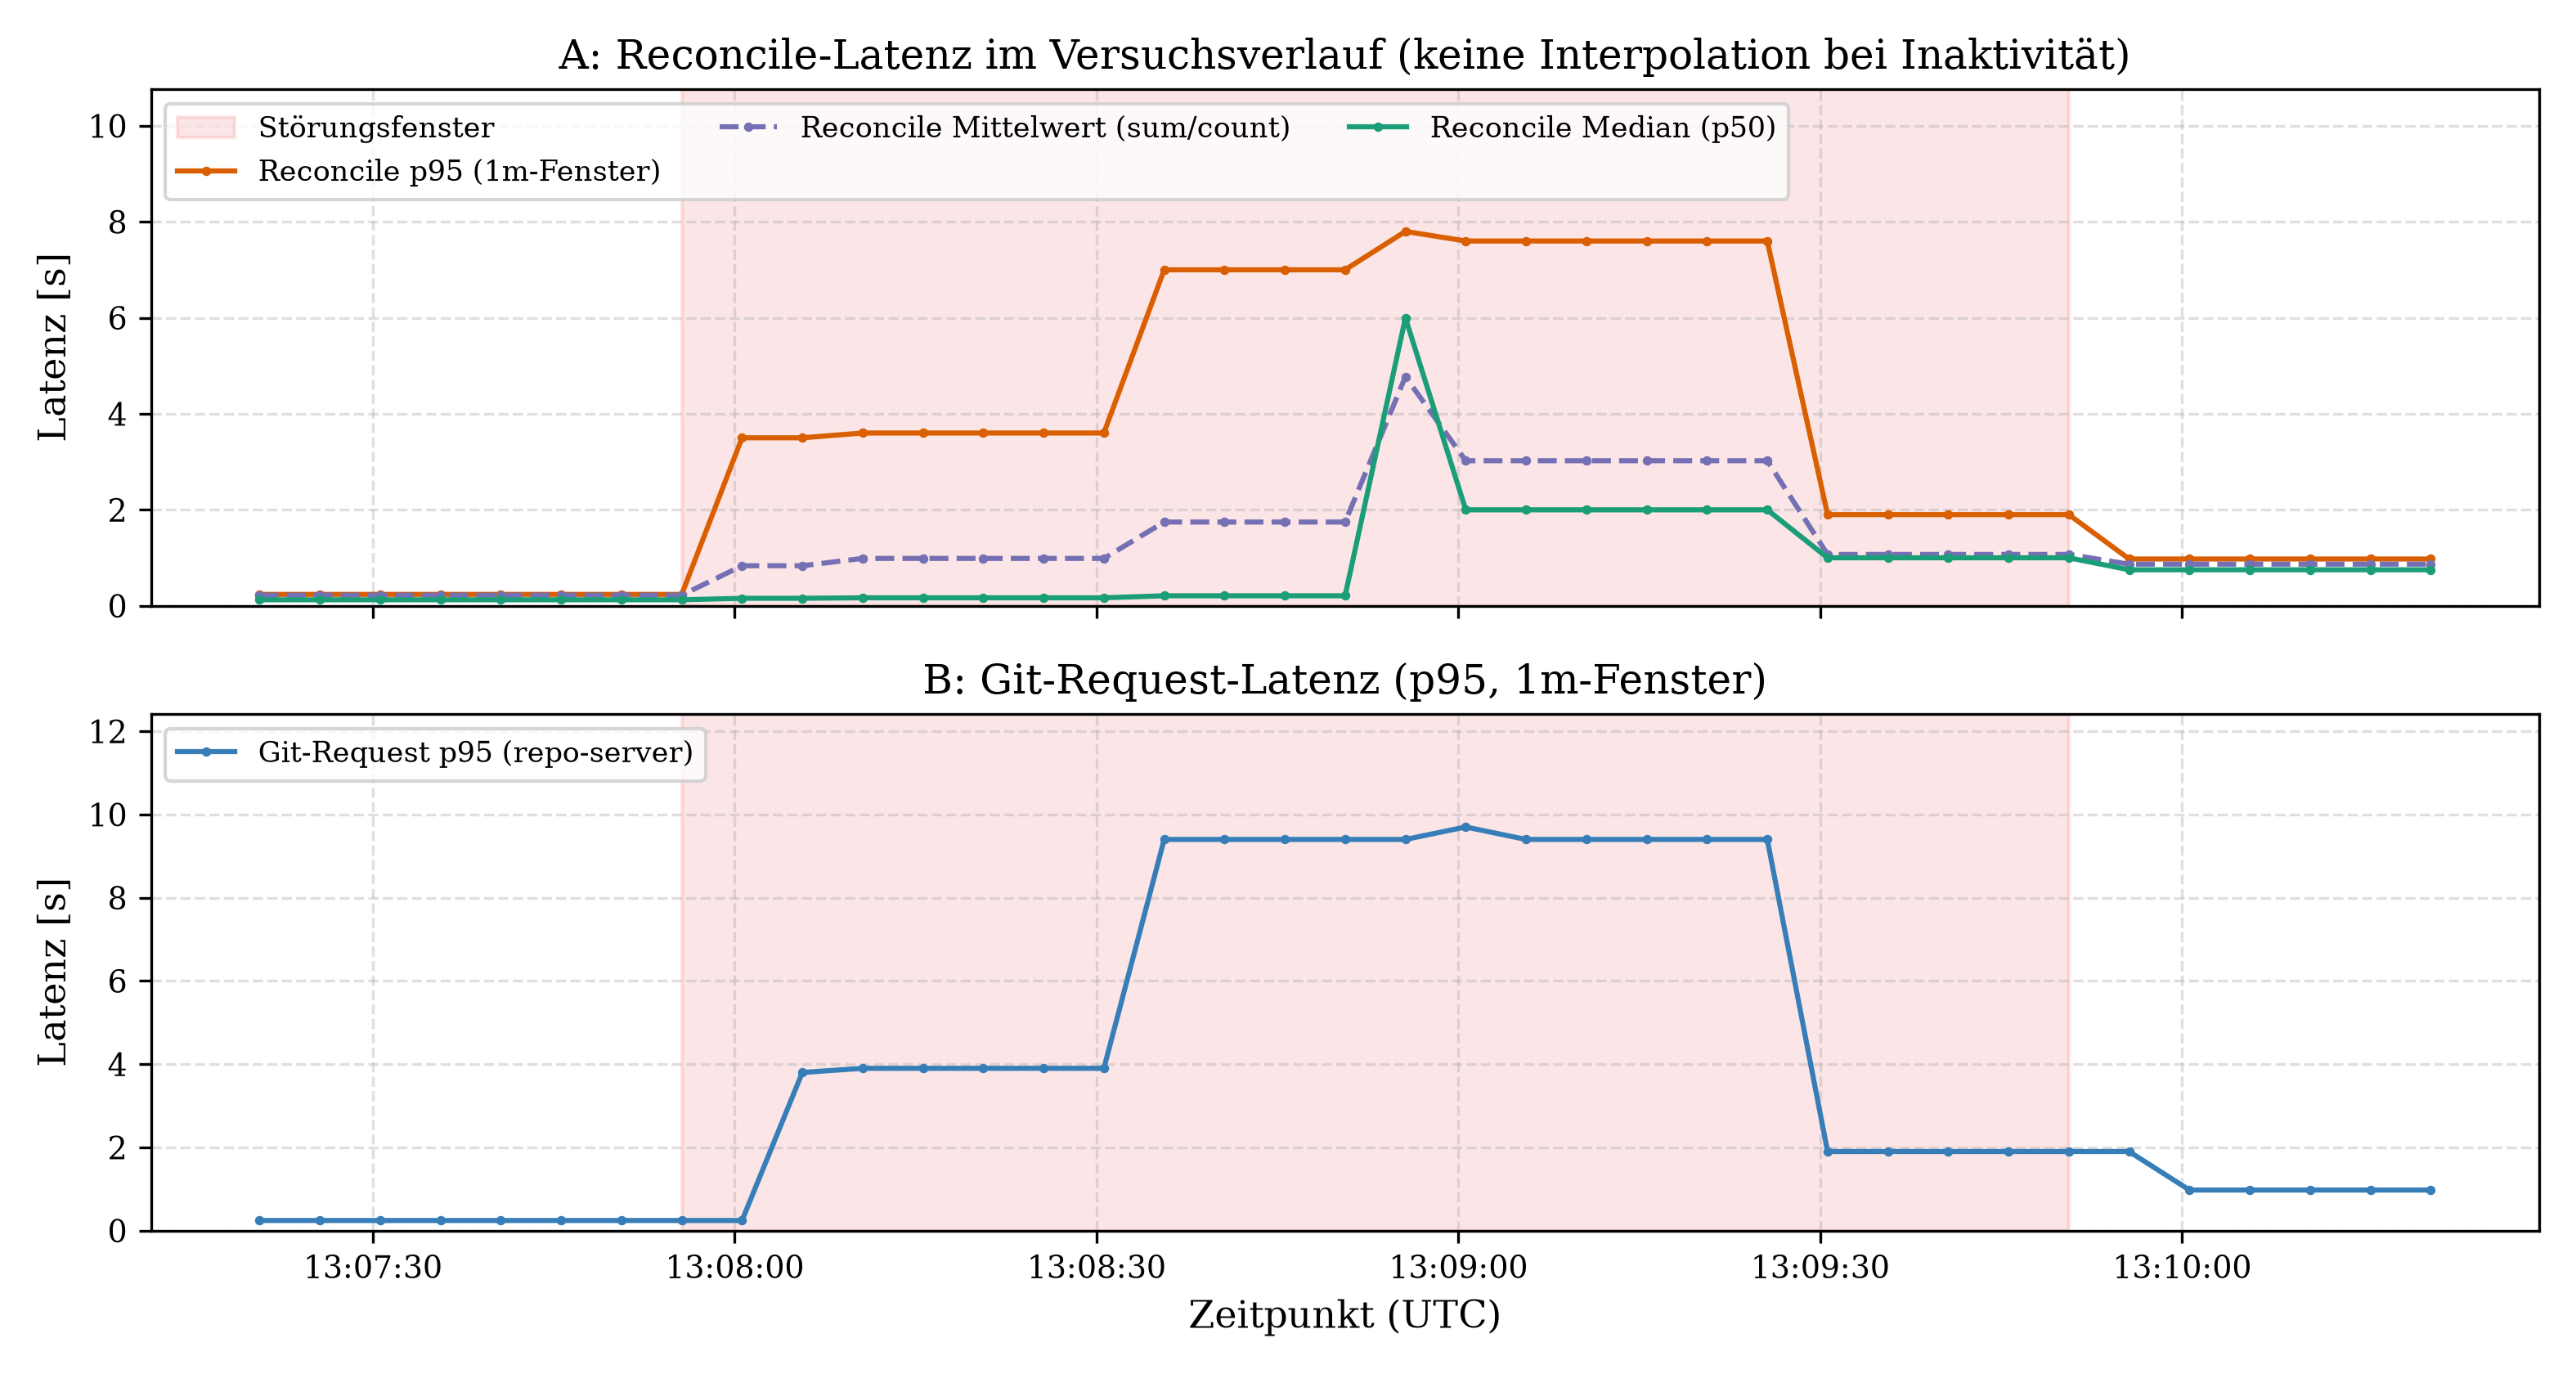 A: Reconcile-Latenz im Versuchsverlauf (keine Interpolation bei Inaktivität)
Störungsfenster
Reconcile p95 (1m-Fenster)
Reconcile Mittelwert (sum/count)
Reconcile Median (p50)
Latenz [s]
10
8
6
4
2
0
B: Git-Request-Latenz (p95, 1m-Fenster)
Git-Request p95 (repo-server)
Latenz [s]
12
10
8
6
4
2
0
13:07:30 13:08:00 13:08:30 13:09:00 13:09:30 13:10:00
Zeitpunkt (UTC)